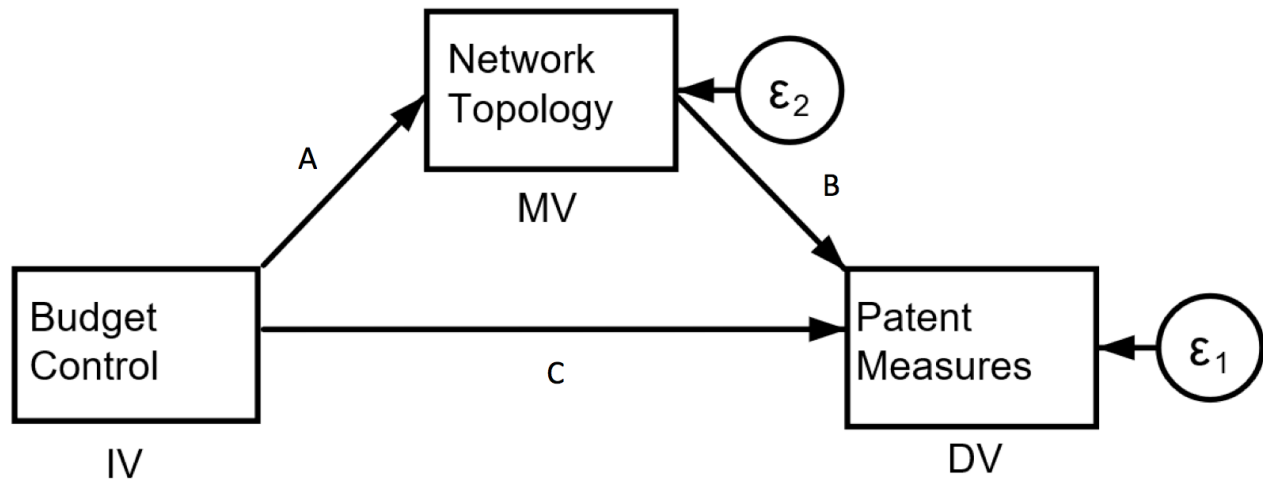 Network
Topology
ε2
A
MV
B
Budget
Control
Patent
Measures
ε1
C
IV
DV